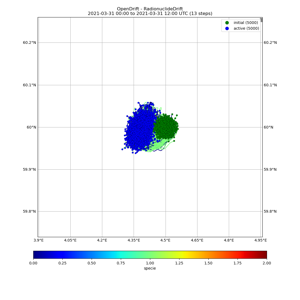 OpenDrift - RadionuclideDrift
2021-03-31 00:00 to 2021-03-31 12:00 UTC (13 steps)
initial (5000)
active (5000)
60.2°N
60.1°N
60°N
59.9°N
59.8°N
3.9°E 4.05°E 4.2°E 4.35°E 4.5°E 4.65°E 4.8°E 4.95°E
0.00 0.25 0.50 0.75 1.00 1.25 1.50 1.75 2.00
specie